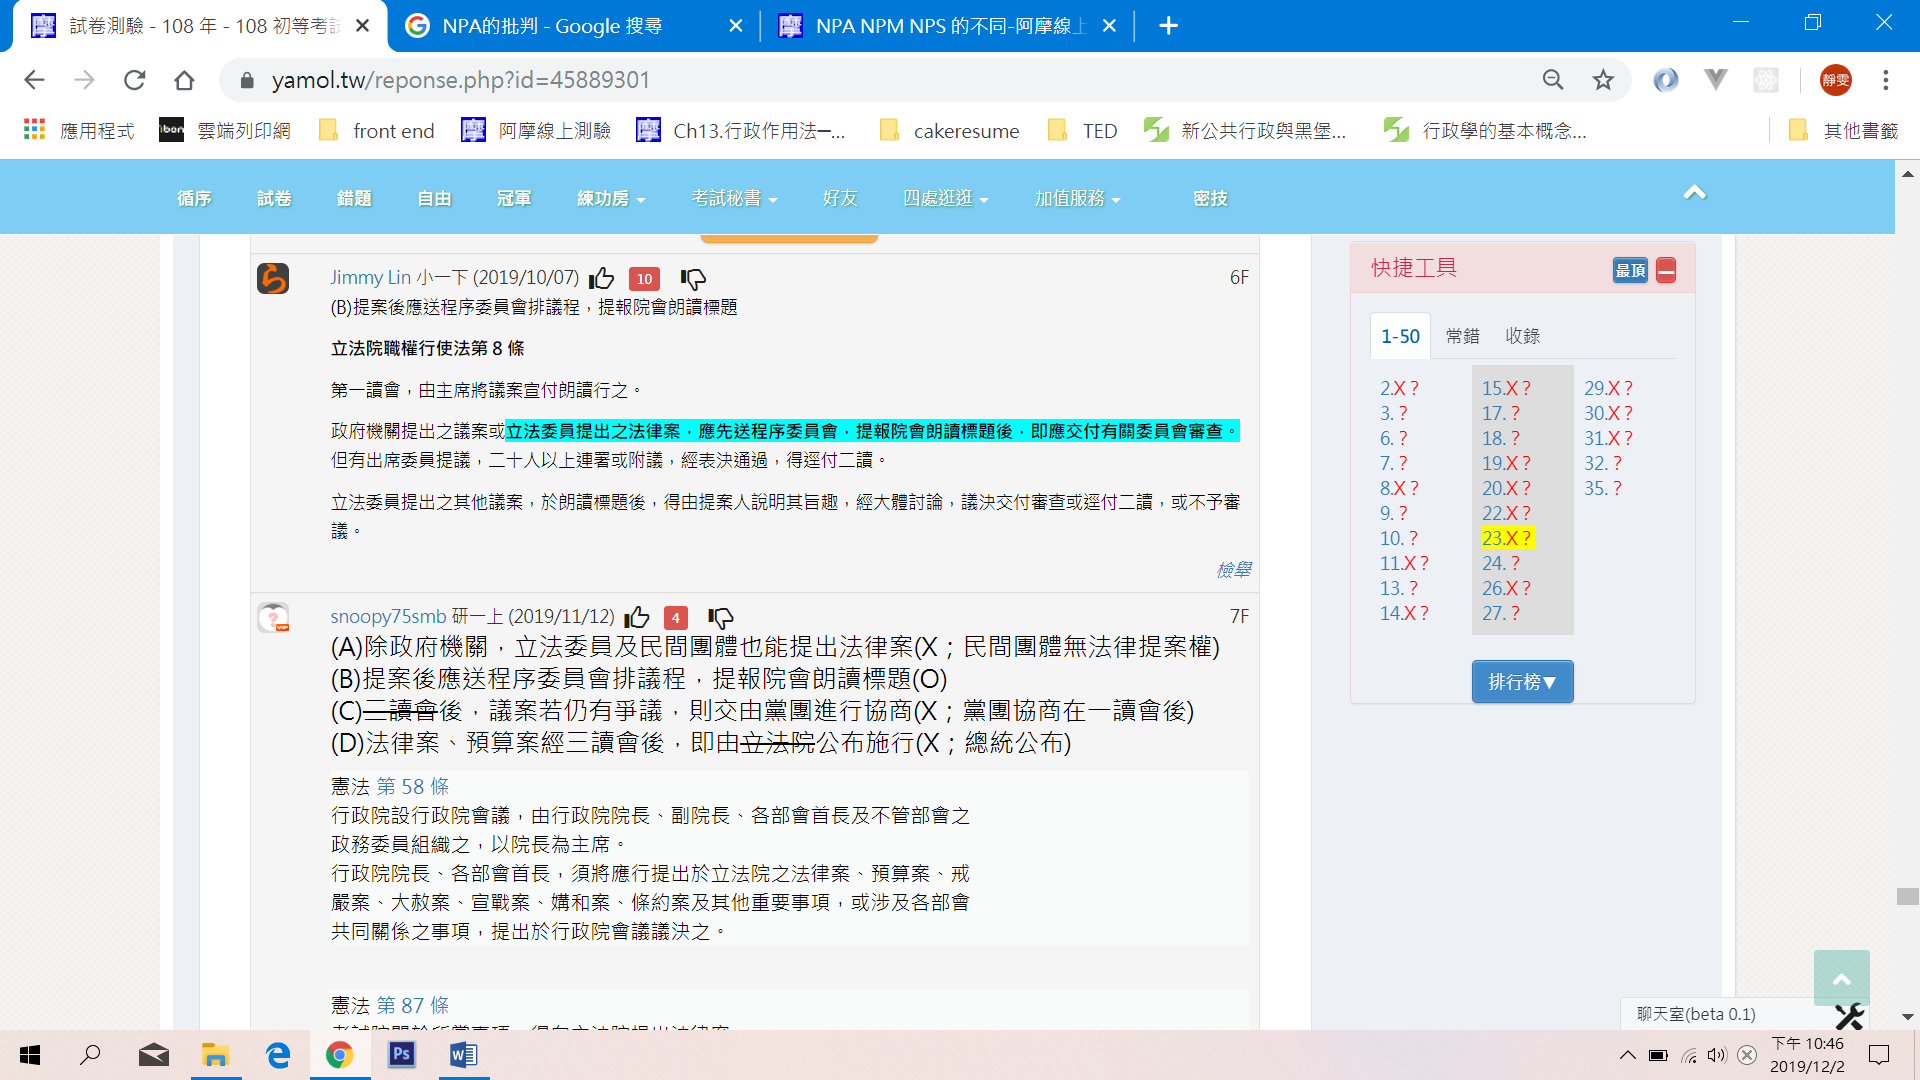 試卷測驗 - 108 年 - 108 初等考試
NPA的批判 - Google 搜尋
NPA NPM NPS 的不同-阿摩線上
yamol.tw/reponse.php?id=45889301
靜雯
應用程式
ibon
雲端列印網
front end
阿摩線上測驗
Ch13.行政作用法─...
cakeresume
TED
新公共行政與黑堡...
行政學的基本概念...
其他書籤
循序
試卷
錯題
自由
冠軍
練功房
考試秘書
好友
四處逛逛
加值服務
密技
Jimmy Lin 小一下 (2019/10/07) 10 6F
(B)提案後應送程序委員會排議程，提報院會朗讀標題
立法院職權行使法第 8 條
第一讀會，由主席將議案宣付朗讀行之。
政府機關提出之議案或立法委員提出之法律案，應先送程序委員會，提報院會朗讀標題後，即應交付有關委員會審查。
但有出席委員提議，二十人以上連署或附議，經表決通過，得逕付二讀。
立法委員提出之其他議案，於朗讀標題後，得由提案人說明其旨趣，經大體討論，議決交付審查或逕付二讀，或不予審
議。
檢舉
snoopy75smb 研一上 (2019/11/12) 4 7F
(A)除政府機關，立法委員及民間團體也能提出法律案(X；民間團體無法律提案權)
(B)提案後應送程序委員會排議程，提報院會朗讀標題(O)
(C)三讀會後，議案若仍有爭議，則交由黨團進行協商(X；黨團協商在一讀會後)
(D)法律案、預算案經三讀會後，即由立法院公布施行(X；總統公布)
憲法 第 58 條
行政院設行政院會議，由行政院院長、副院長、各部會首長及不管部會之
政務委員組織之，以院長為主席。
行政院院長、各部會首長，須將應行提出於立法院之法律案、預算案、戒
嚴案、大赦案、宣戰案、媾和案、條約案及其他重要事項，或涉及各部會
共同關係之事項，提出於行政院會議議決之。
憲法 第 87 條
快捷工具
最頂
1-50
常錯
收錄
2.X ?
3. ?
6. ?
7. ?
8.X ?
9. ?
10. ?
11.X ?
13. ?
14.X ?
15.X ?
17. ?
18. ?
19.X ?
20.X ?
22.X ?
23.X ?
24. ?
26.X ?
27. ?
29.X ?
30.X ?
31.X ?
32. ?
35. ?
排行榜▼
聊天室(beta 0.1)
Ps
下午 10:46
2019/12/2